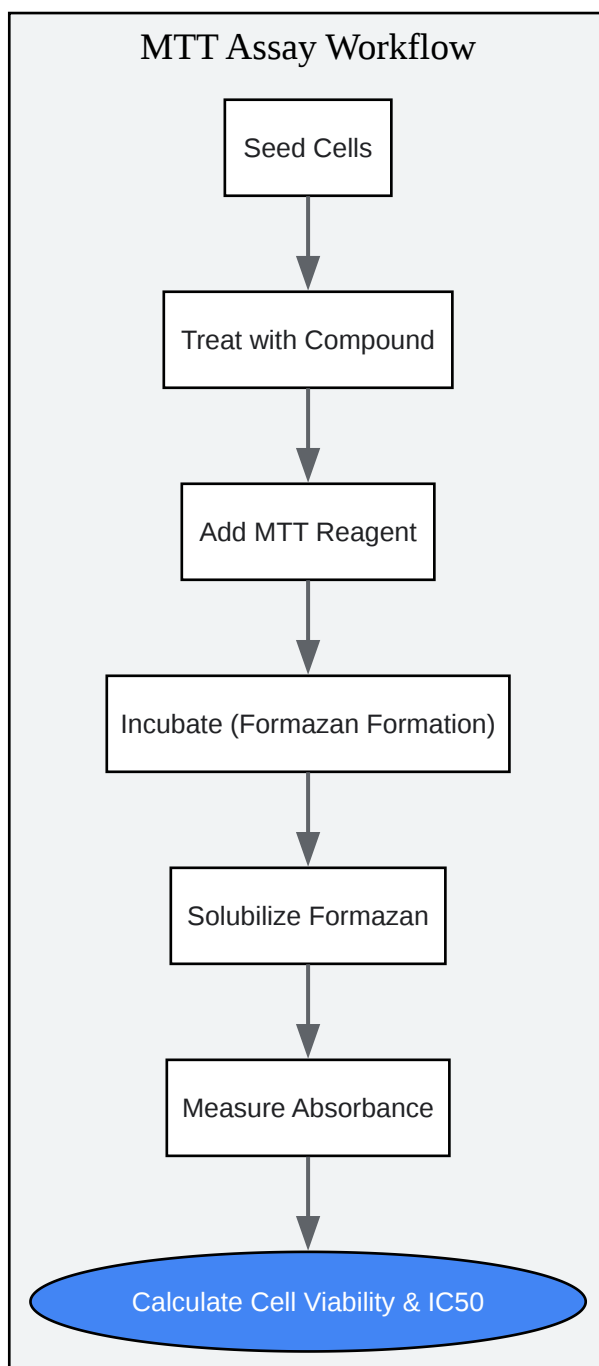 MTT Assay Workflow
Seed Cells
Treat with Compound
Add MTT Reagent
Incubate (Formazan Formation)
Solubilize Formazan
Measure Absorbance
Calculate Cell Viability & IC50